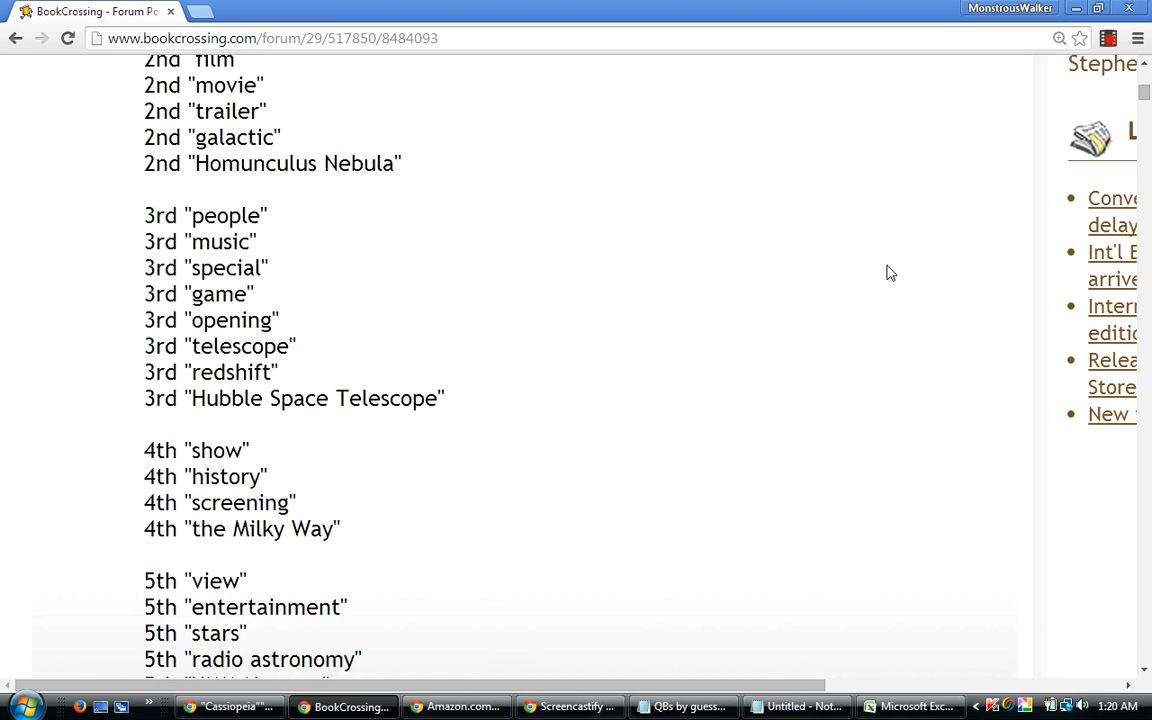 BookCrossing - Forum Po
MonstrousWalker
www.bookcrossing.com/forum/29/517850/8484093
2nd "film"
2nd "movie"
2nd "trailer"
2nd "galactic"
2nd "Homunculus Nebula"
3rd "people"
3rd "music"
3rd "special"
3rd "game"
3rd "opening"
3rd "telescope"
3rd "redshift"
3rd "Hubble Space Telescope"
4th "show"
4th "history"
4th "screening"
4th "the Milky Way"
5th "view"
5th "entertainment"
5th "stars"
5th "radio astronomy"
Stephe
L
Conve
delay
Int'l E
arrive
Intern
editio
Relea
Store
New
"Cassiopeia""...
BookCrossing...
Amazon.com...
Screencastify ...
QBs by guess...
Untitled - Not...
Microsoft Exc...
1:20 AM